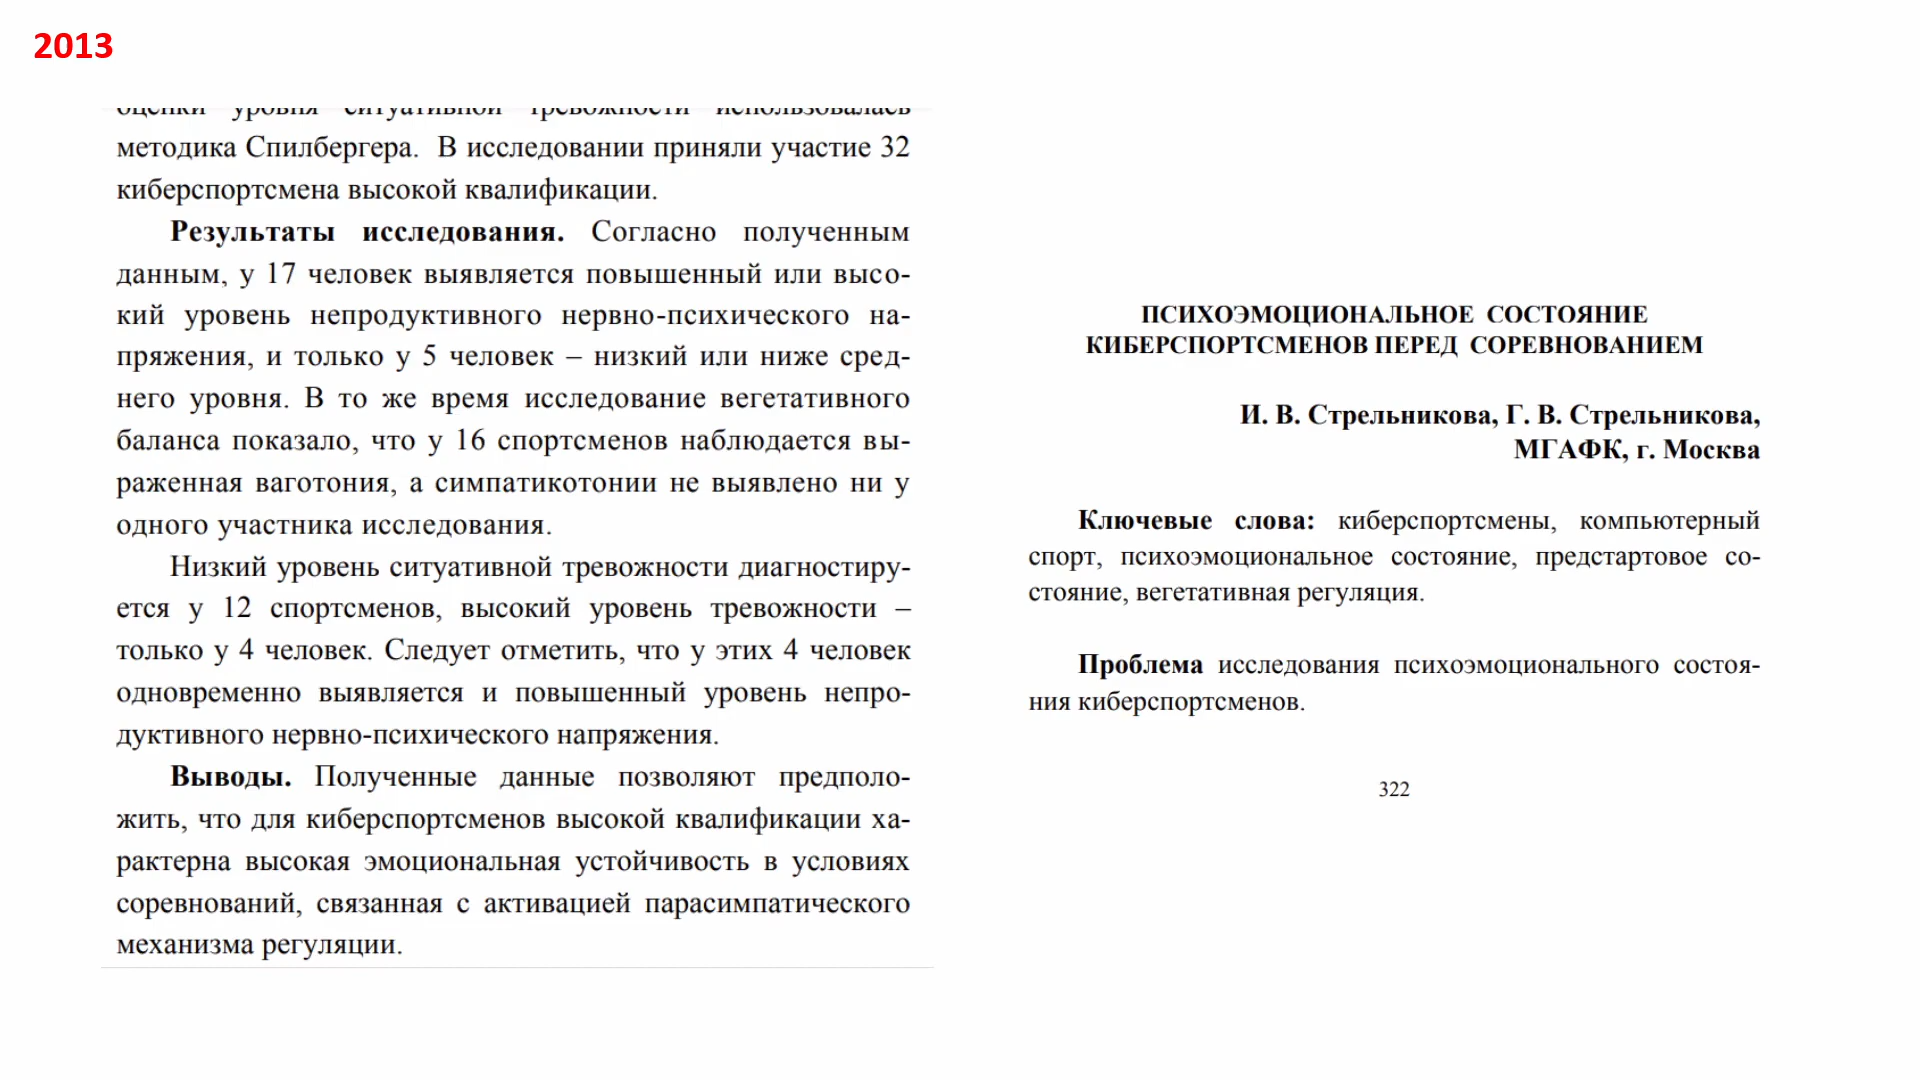 2013
оценки уровня ситуативной тревожности использовалась
методика Спилбергера. В исследовании приняли участие 32
киберспортсмена высокой квалификации.
Результаты исследования. Согласно полученным
данным, у 17 человек выявляется повышенный или высо-
кий уровень непродуктивного нервно-психического на-
пряжения, и только у 5 человек – низкий или ниже сред-
него уровня. В то же время исследование вегетативного
баланса показало, что у 16 спортсменов наблюдается вы-
раженная ваготония, а симпатикотонии не выявлено ни у
одного участника исследования.
Низкий уровень ситуативной тревожности диагностиру-
ется у 12 спортсменов, высокий уровень тревожности –
только у 4 человек. Следует отметить, что у этих 4 человек
одновременно выявляется и повышенный уровень непро-
дуктивного нервно-психического напряжения.
Выводы. Полученные данные позволяют предполо-
жить, что для киберспортсменов высокой квалификации ха-
рактерна высокая эмоциональная устойчивость в условиях
соревнований, связанная с активацией парасимпатического
механизма регуляции.
ПСИХОЭМОЦИОНАЛЬНОЕ СОСТОЯНИЕ
КИБЕРСПОРТСМЕНОВ ПЕРЕД СОРЕВНОВАНИЕМ
И. В. Стрельникова, Г. В. Стрельникова,
МГАФК, г. Москва
Ключевые слова: киберспортсмены, компьютерный
спорт, психоэмоциональное состояние, предстартовое со-
стояние, вегетативная регуляция.
Проблема исследования психоэмоционального состоя-
ния киберспортсменов.
322